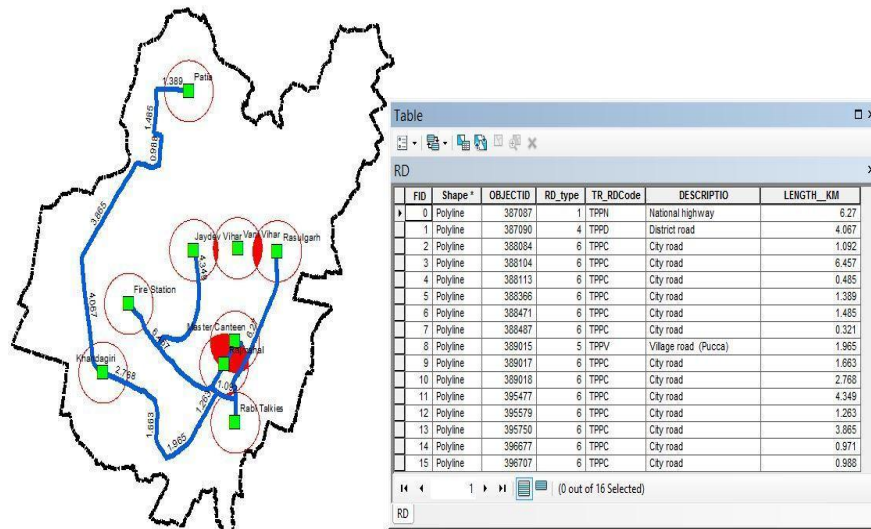 1.389
Patia
1.485
0.988
3.865
Jaydev Vihar
Vani Vihar
Rasulgarh
4.349
4.067
Fire Station
Master Canteen
Rajmahal
Khandagiri
2.768
1.263
1.663
1.965
Rabi Talkies
Table
RD
FID Shape * OBJECTID RD_type TR_RDCode DESCRIPTIO LENGTH__KM
0 Polyline 387087 1 TPPN National highway 6.27
1 Polyline 387090 4 TPPD District road 4.067
2 Polyline 388084 6 TPPC City road 1.092
3 Polyline 388104 6 TPPC City road 6.457
4 Polyline 388113 6 TPPC City road 0.485
5 Polyline 388366 6 TPPC City road 1.389
6 Polyline 388471 6 TPPC City road 1.485
7 Polyline 388487 6 TPPC City road 0.321
8 Polyline 389015 5 TPPV Village road (Pucca) 1.965
9 Polyline 389017 6 TPPC City road 1.663
10 Polyline 389018 6 TPPC City road 2.768
11 Polyline 395477 6 TPPC City road 4.349
12 Polyline 395579 6 TPPC City road 1.263
13 Polyline 395750 6 TPPC City road 3.865
14 Polyline 396677 6 TPPC City road 0.971
15 Polyline 396707 6 TPPC City road 0.988
1 (0 out of 16 Selected)
RD